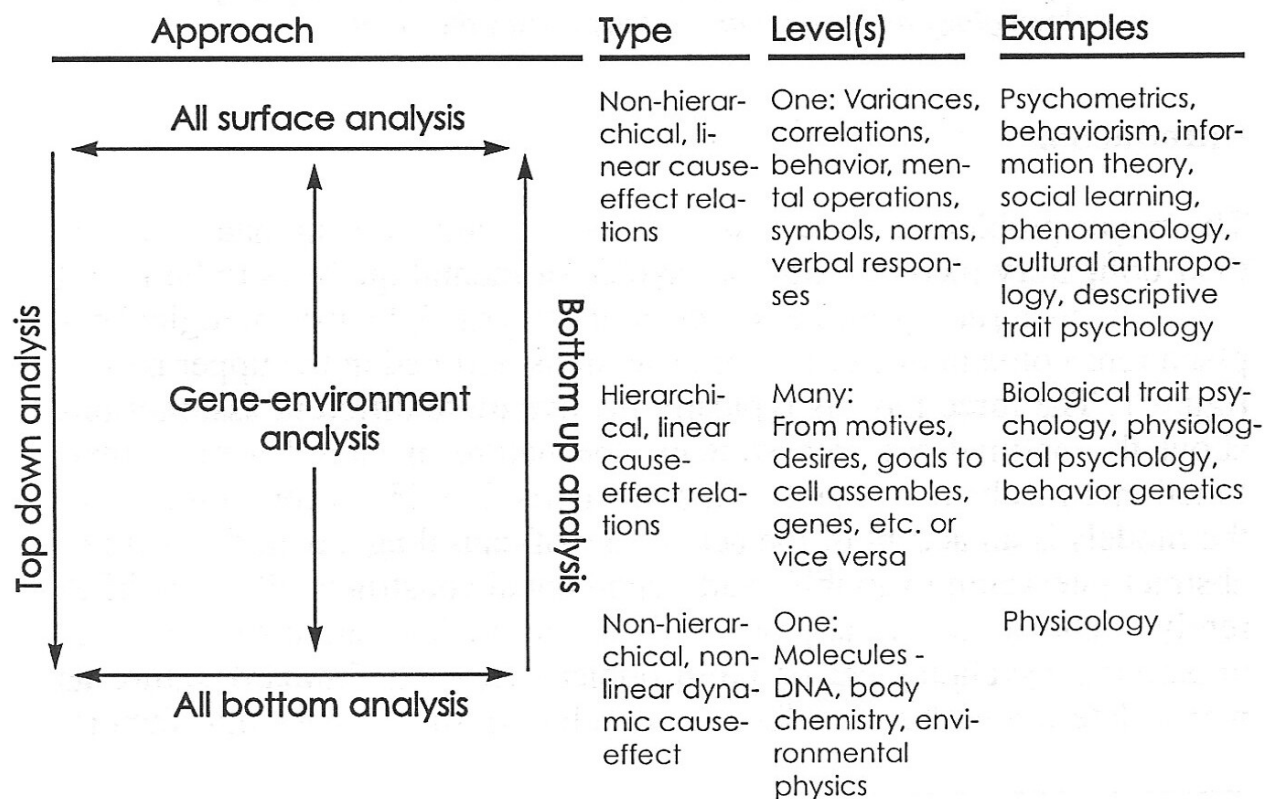 Approach Type Level(s) Examples
All surface analysis
Top down analysis
Gene-environment
analysis
Bottom up analysis
All bottom analysis
Non-hierar-
chical, li-
near cause-
effect rela-
tions
One: Variances,
correlations,
behavior, men-
tal operations,
symbols, norms,
verbal respon-
ses
Psychometrics,
behaviorism, infor-
mation theory,
social learning,
phenomenology,
cultural anthropo-
logy, descriptive
trait psychology
Hierarchi-
cal, linear
cause-
effect rela-
tions
Many:
From motives,
desires, goals to
cell assembles,
genes, etc. or
vice versa
Biological trait psy-
chology, physiolog-
ical psychology,
behavior genetics
Non-hierar-
chical, non-
linear dyna-
mic cause-
effect
One:
Molecules -
DNA, body
chemistry, envi-
ronmental
physics
Physicology